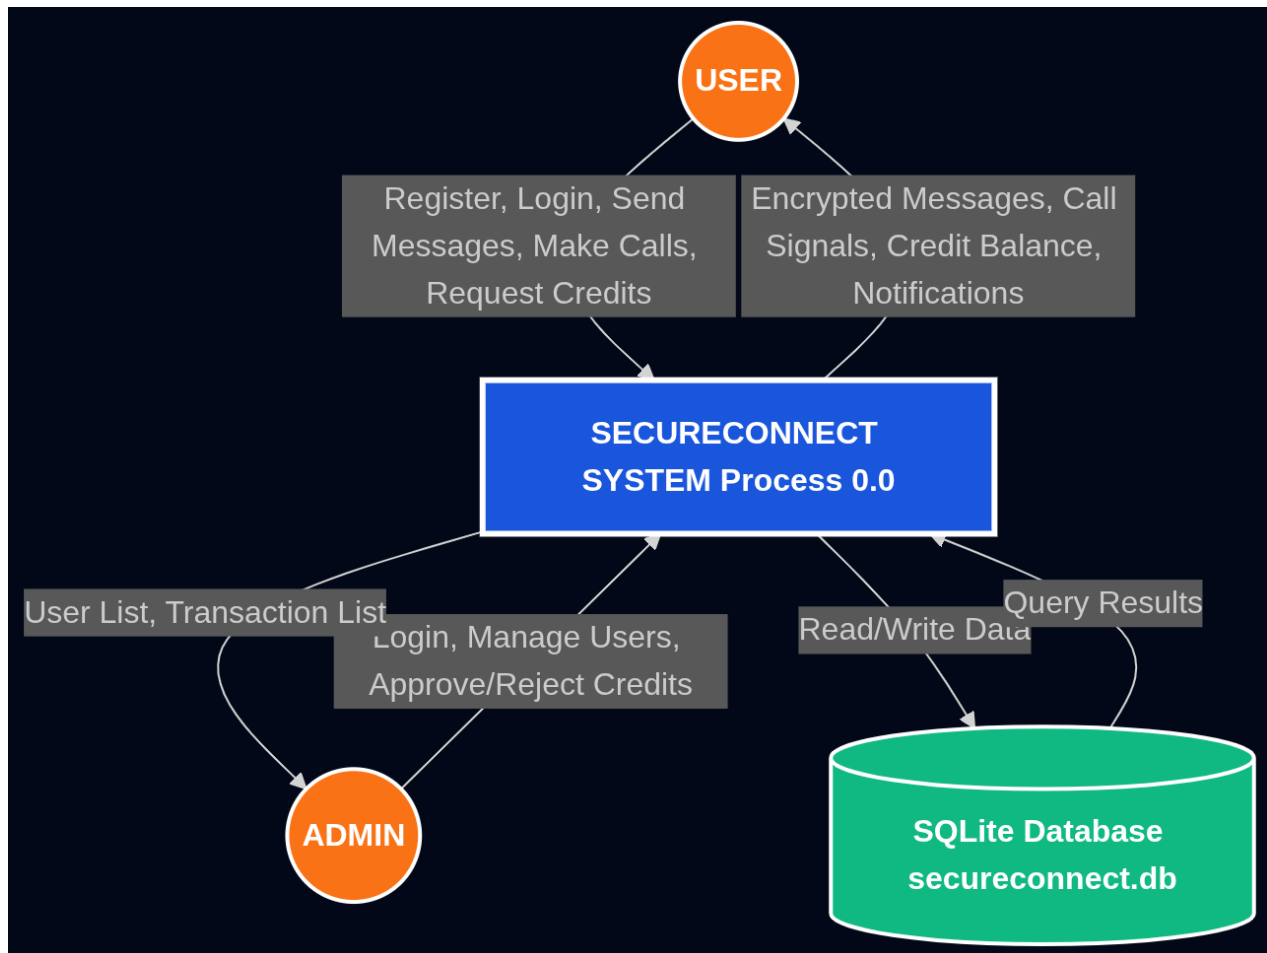 USER
Register, Login, Send
Messages, Make Calls,
Request Credits
Encrypted Messages, Call
Signals, Credit Balance,
Notifications
SECURECONNECT
SYSTEM Process 0.0
User List, Transaction List
Login, Manage Users,
Approve/Reject Credits
Read/Write Data
Query Results
ADMIN
SQLite Database
secureconnect.db